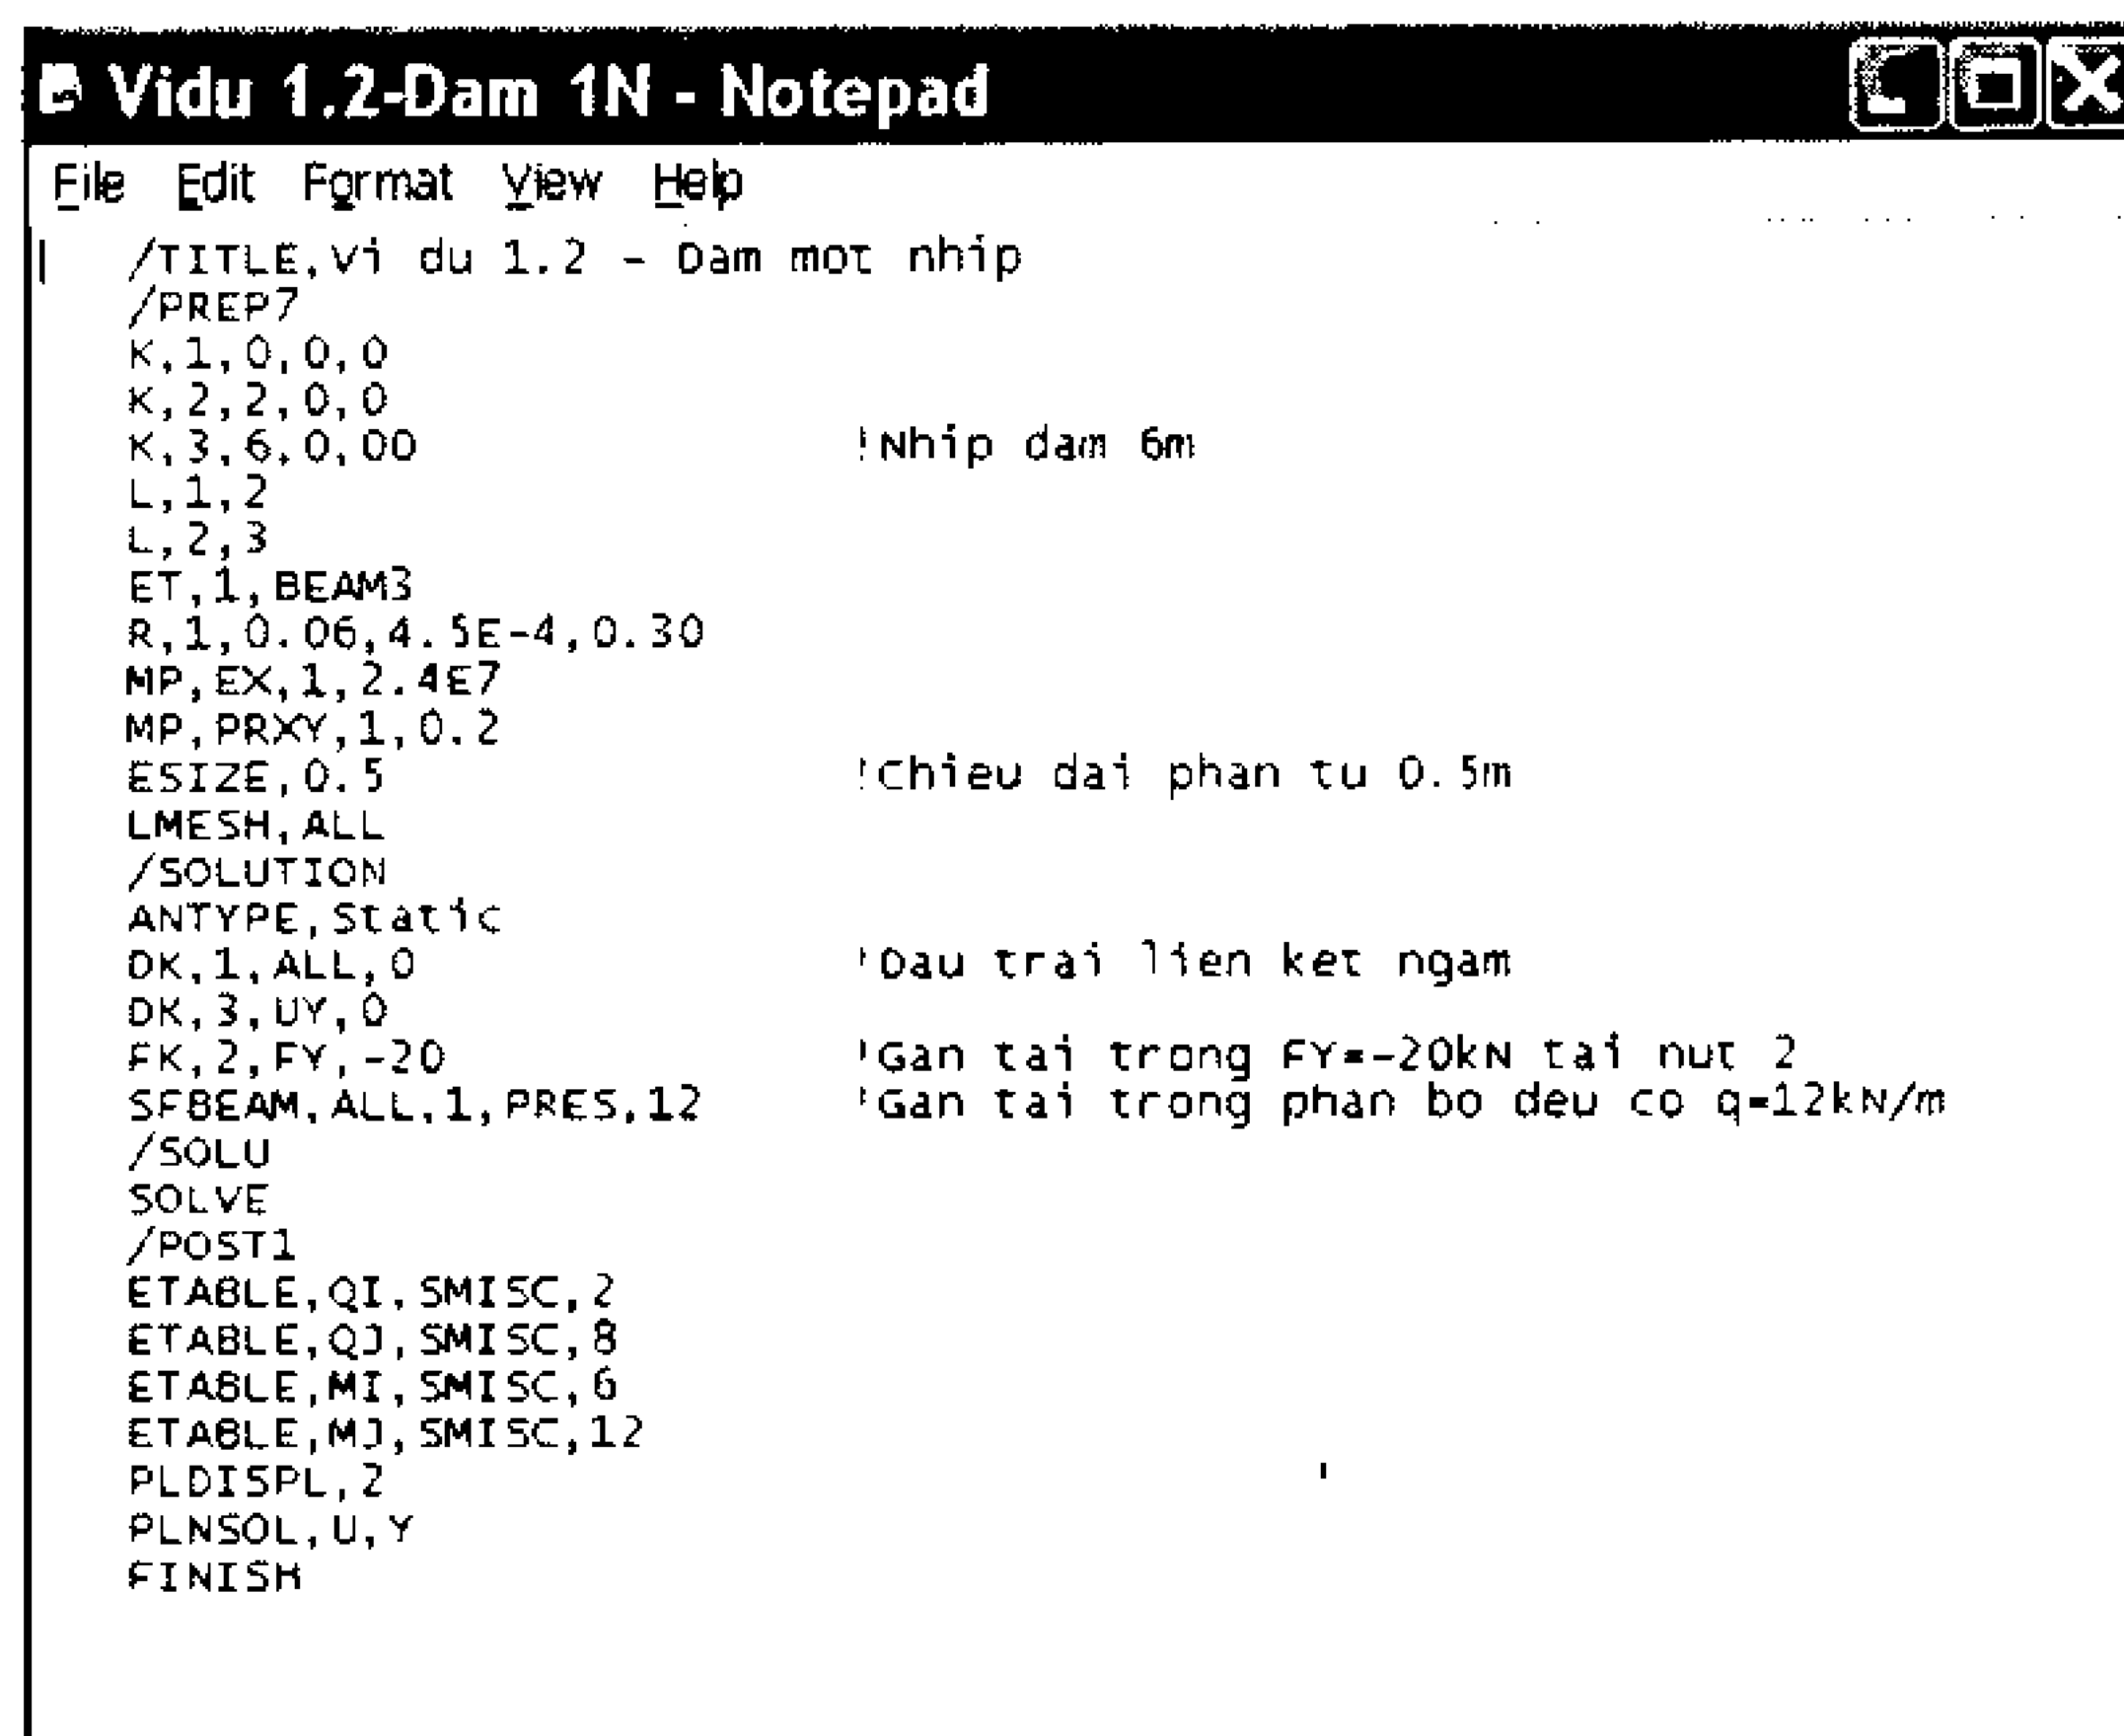 Vidu 1.2-Dam 1N - Notepad
File Edit Format View Help
/TITLE,Vi du 1.2 - Dam mot nhip
/PREP7
K,1,0,0,0
K,2,2,0,0
K,3,6,0,00 !Nhip dam 6m
L,1,2
L,2,3
ET,1,BEAM3
R,1,0.06,4.5E-4,0.30
MP,EX,1,2.4E7
MP,PRXY,1,0.2
ESIZE,0.5 !Chieu dai phan tu 0.5m
LMESH,ALL
/SOLUTION
ANTYPE,Static
DK,1,ALL,0 !Dau trai lien ket ngam
DK,3,UY,0
FK,2,FY,-20 !Gan tai trong FY=-20kN tai nut 2
SFBEAM,ALL,1,PRES,12 !Gan tai trong phan bo deu co q=12kN/m
/SOLU
SOLVE
/POST1
ETABLE,QI,SMISC,2
ETABLE,QJ,SMISC,8
ETABLE,MI,SMISC,6
ETABLE,MJ,SMISC,12
PLDISPL,2
PLNSOL,U,Y
FINISH